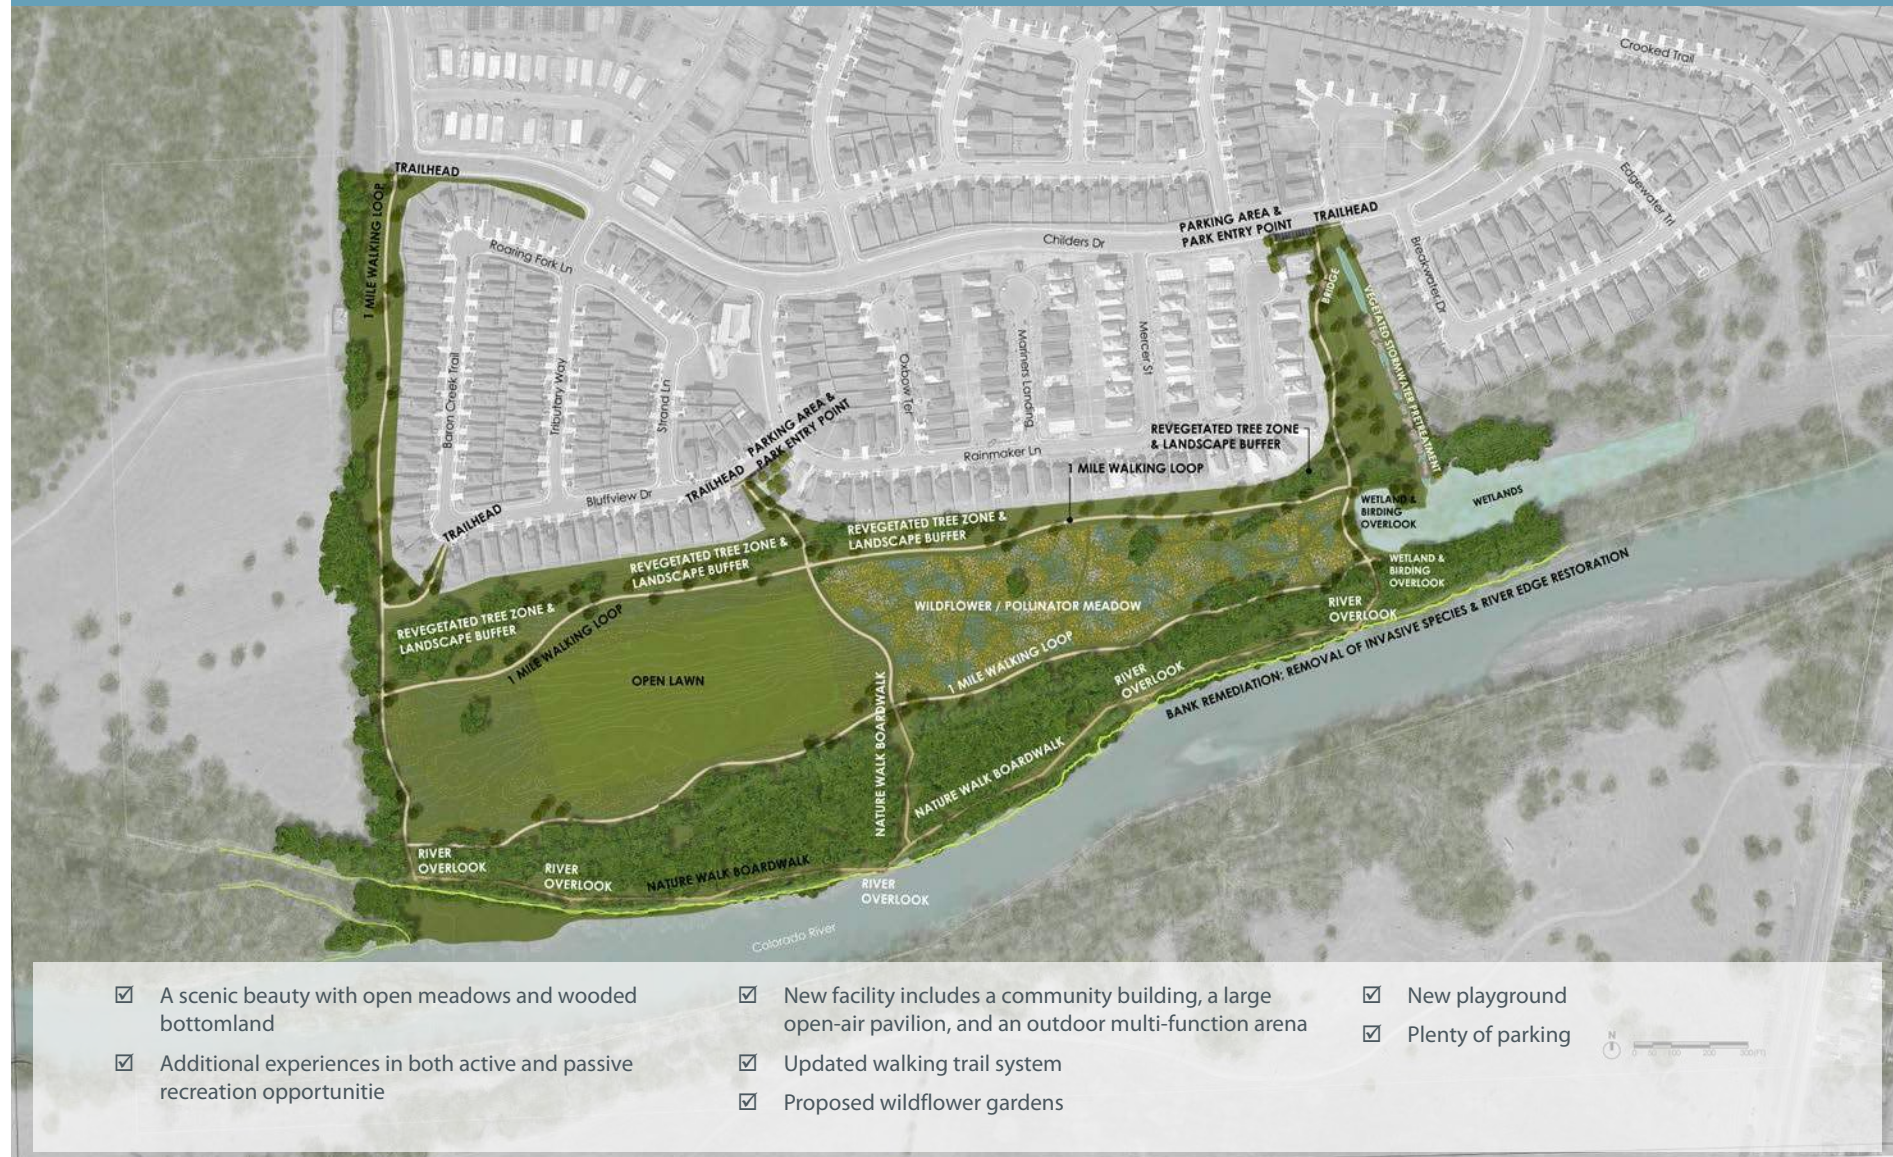 Crooked Trail
TRAILHEAD
1 MILE WALKING LOOP
Edgewater Trl
PARKING AREA &
PARK ENTRY POINT
TRAILHEAD
Roaring Fork Ln
Childers Dr
Breakwater Dr
BRIDGE
VEGETATED STORMWATER PRETREATMENT
Baron Creek Trail
Tributary Way
Strand Ln
Oxbow Ter
Mariners Landing
Mercer St
PARKING AREA &
PARK ENTRY POINT
REVEGETATED TREE ZONE
& LANDSCAPE BUFFER
Rainmaker Ln
1 MILE WALKING LOOP
TRAILHEAD
Bluffview Dr
TRAILHEAD
WETLAND &
BIRDING
OVERLOOK
WETLANDS
REVEGETATED TREE ZONE &
LANDSCAPE BUFFER
REVEGETATED TREE ZONE &
LANDSCAPE BUFFER
WETLAND &
BIRDING
OVERLOOK
REVEGETATED TREE ZONE &
LANDSCAPE BUFFER
WILDFLOWER / POLLINATOR MEADOW
RIVER
OVERLOOK
BANK REMEDIATION: REMOVAL OF INVASIVE SPECIES & RIVER EDGE RESTORATION
1 MILE WALKING LOOP
OPEN LAWN
1 MILE WALKING LOOP
RIVER
OVERLOOK
NATURE WALK BOARDWALK
NATURE WALK BOARDWALK
RIVER
OVERLOOK
RIVER
OVERLOOK
NATURE WALK BOARDWALK
RIVER
OVERLOOK
Colorado River
☑ A scenic beauty with open meadows and wooded
bottomland
☑ Additional experiences in both active and passive
recreation opportunitie
☑ New facility includes a community building, a large
open-air pavilion, and an outdoor multi-function arena
☑ Updated walking trail system
☑ Proposed wildflower gardens
☑ New playground
☑ Plenty of parking
N
0 50 100 200 300(FT)